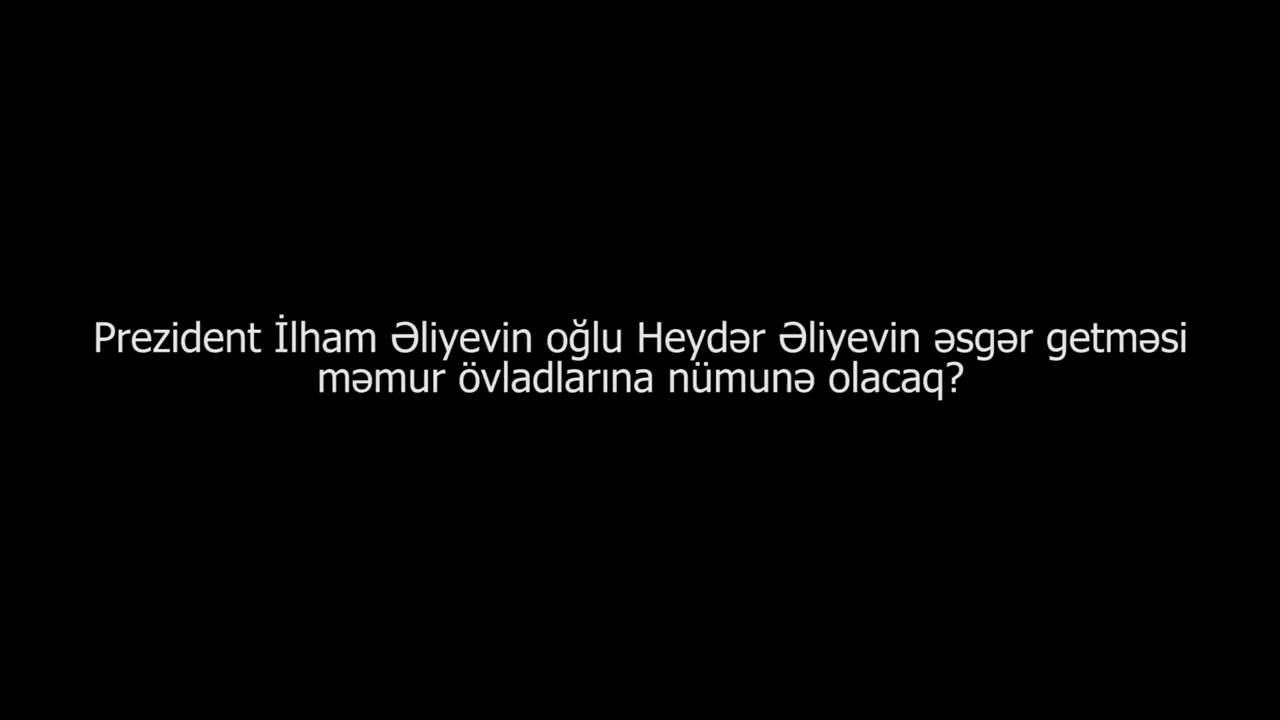 Prezident İlham Əliyevin oğlu Heydər Əliyevin əsgər getməsi
məmur övladlarına nümunə olacaq?